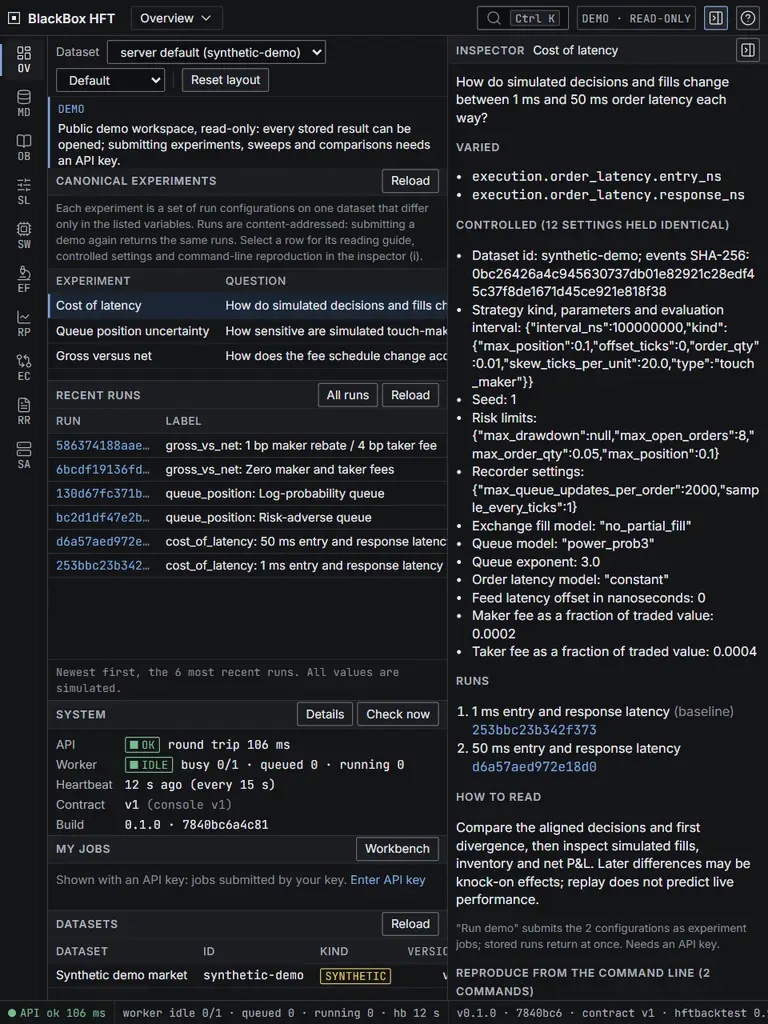 BlackBox HFT
Overview
Ctrl K
DEMO · READ-ONLY
OV
MD
OB
SL
SW
EF
RP
EC
RR
SA
Dataset
server default (synthetic-demo)
Default
Reset layout
DEMO
Public demo workspace, read-only: every stored result can be
opened; submitting experiments, sweeps and comparisons needs
an API key.
CANONICAL EXPERIMENTS
Reload
Each experiment is a set of run configurations on one dataset that differ
only in the listed variables. Runs are content-addressed: submitting a
demo again returns the same runs. Select a row for its reading guide,
controlled settings and command-line reproduction in the inspector (i).
EXPERIMENT QUESTION
Cost of latency How do simulated decisions and fills ch
Queue position uncertainty How sensitive are simulated touch-mak
Gross versus net How does the fee schedule change acc
RECENT RUNS
All runs
Reload
RUN LABEL
586374188aae… gross_vs_net: 1 bp maker rebate / 4 bp taker fee
6bcdf19136fd… gross_vs_net: Zero maker and taker fees
130d67fc371b… queue_position: Log-probability queue
bc2d1df47e2b… queue_position: Risk-adverse queue
d6a57aed972e… cost_of_latency: 50 ms entry and response latenc
253bbc23b342… cost_of_latency: 1 ms entry and response latency
Newest first, the 6 most recent runs. All values are
simulated.
SYSTEM
Details
Check now
API OK round trip 106 ms
Worker IDLE busy 0/1 · queued 0 · running 0
Heartbeat 12 s ago (every 15 s)
Contract v1 (console v1)
Build 0.1.0 · 7840bc6a4c81
MY JOBS
Workbench
Shown with an API key: jobs submitted by your key. Enter API key
DATASETS
Reload
DATASET ID KIND VERSIO
Synthetic demo market synthetic-demo SYNTHETIC v
INSPECTOR Cost of latency
How do simulated decisions and fills change
between 1 ms and 50 ms order latency each
way?
VARIED
• execution.order_latency.entry_ns
• execution.order_latency.response_ns
CONTROLLED (12 SETTINGS HELD IDENTICAL)
• Dataset id: synthetic-demo; events SHA-256:
0bc26426a4c945630737db01e82921c28edf4
5c37f8de1671d45ce921e818f38
• Strategy kind, parameters and evaluation
interval: {"interval_ns":100000000,"kind":
{"max_position":0.1,"offset_ticks":0,"order_qty"
:0.01,"skew_ticks_per_unit":20.0,"type":"touch
_maker"}}
• Seed: 1
• Risk limits:
{"max_drawdown":null,"max_open_orders":8,"
max_order_qty":0.05,"max_position":0.1}
• Recorder settings:
{"max_queue_updates_per_order":2000,"samp
le_every_ticks":1}
• Exchange fill model: "no_partial_fill"
• Queue model: "power_prob3"
• Queue exponent: 3.0
• Order latency model: "constant"
• Feed latency offset in nanoseconds: 0
• Maker fee as a fraction of traded value:
0.0002
• Taker fee as a fraction of traded value: 0.0004
RUNS
1. 1 ms entry and response latency (baseline)
253bbc23b342f373
2. 50 ms entry and response latency
d6a57aed972e18d0
HOW TO READ
Compare the aligned decisions and first
divergence, then inspect simulated fills,
inventory and net P&L. Later differences may be
knock-on effects; replay does not predict live
performance.
"Run demo" submits the 2 configurations as experiment
jobs; stored runs return at once. Needs an API key.
REPRODUCE FROM THE COMMAND LINE (2
COMMANDS)
API ok 106 ms worker idle 0/1 · queued 0 · running 0 · hb 12 s v0.1.0 · 7840bc6 · contract v1 · hftbacktest 0.